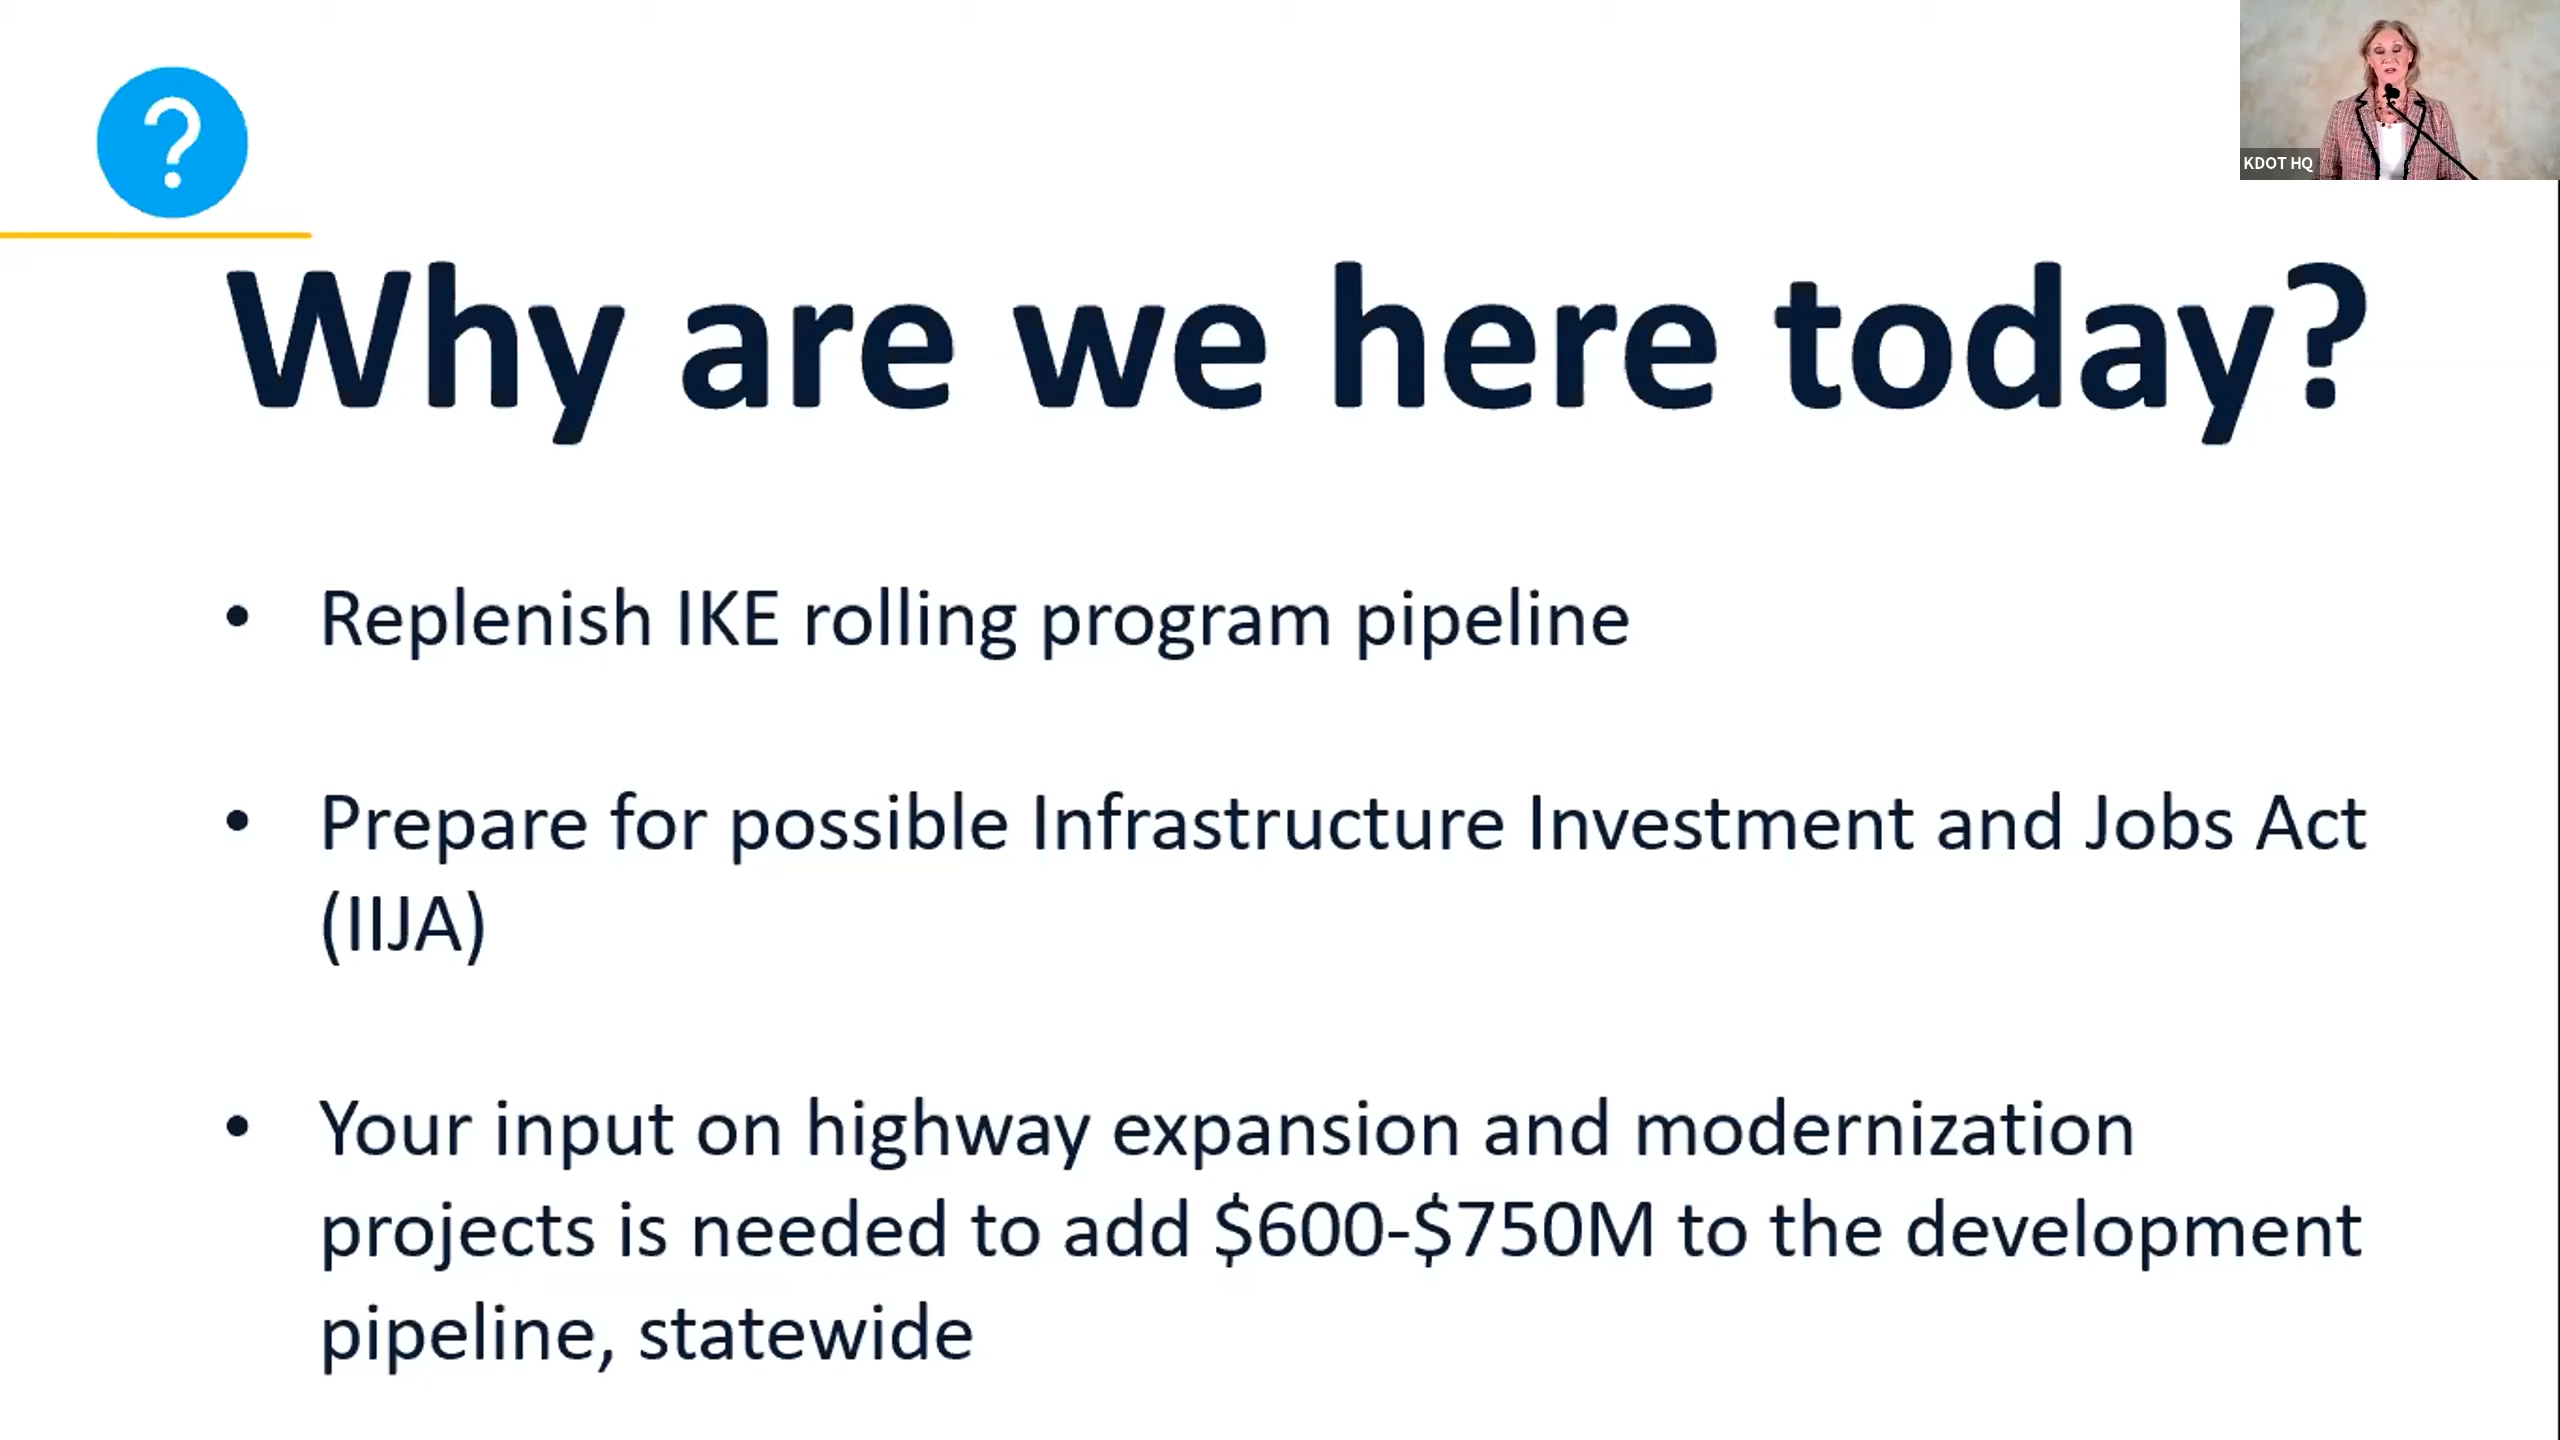 ?
KDOT HQ
Why are we here today?
• Replenish IKE rolling program pipeline
• Prepare for possible Infrastructure Investment and Jobs Act
(IIJA)
• Your input on highway expansion and modernization
projects is needed to add $600-$750M to the development
pipeline, statewide